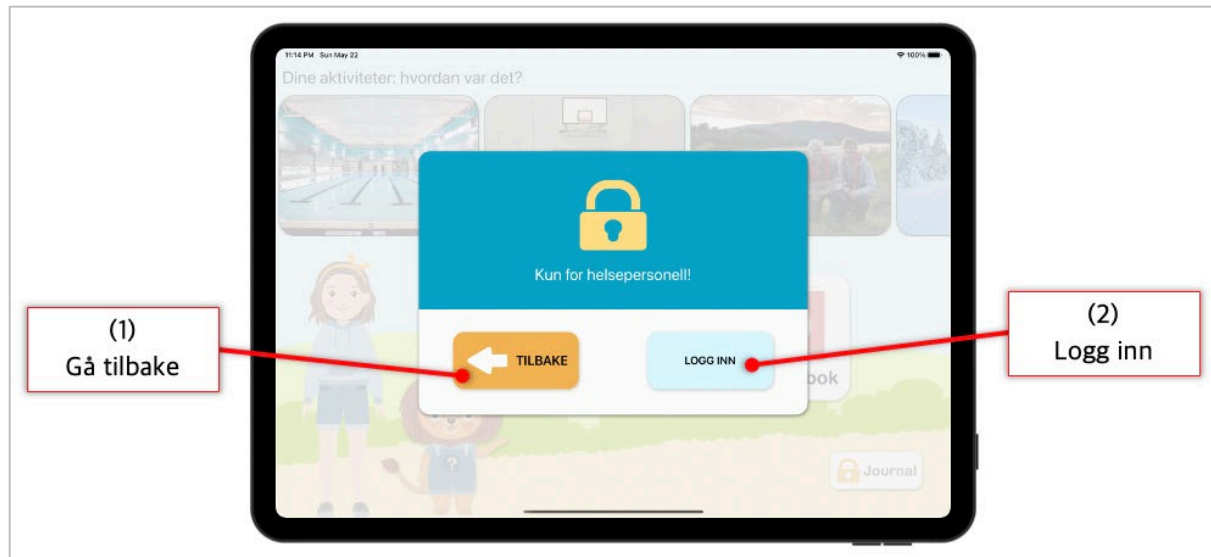 11:14 PM Sun May 22
100%
Dine aktiviteter: hvordan var det?
Kun for helsepersonell!
(1)
Gå tilbake
(2)
Logg inn
TILBAKE
LOGG INN
ook
?
Journal